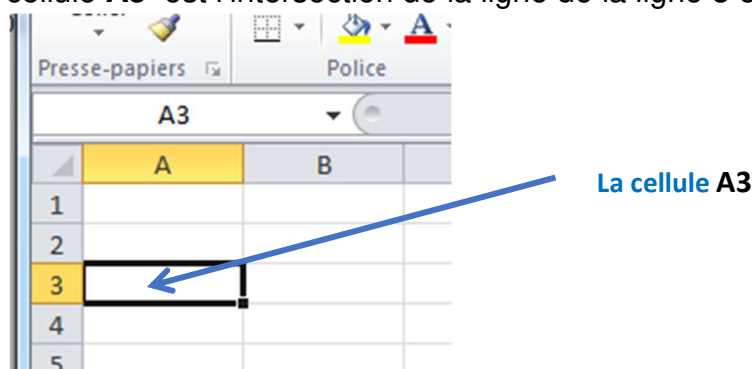 cellule A3 est l'intersection de la ligne de la ligne 3
Presse-papiers Police
A3
A B
1
La cellule A3
2
3
4
5